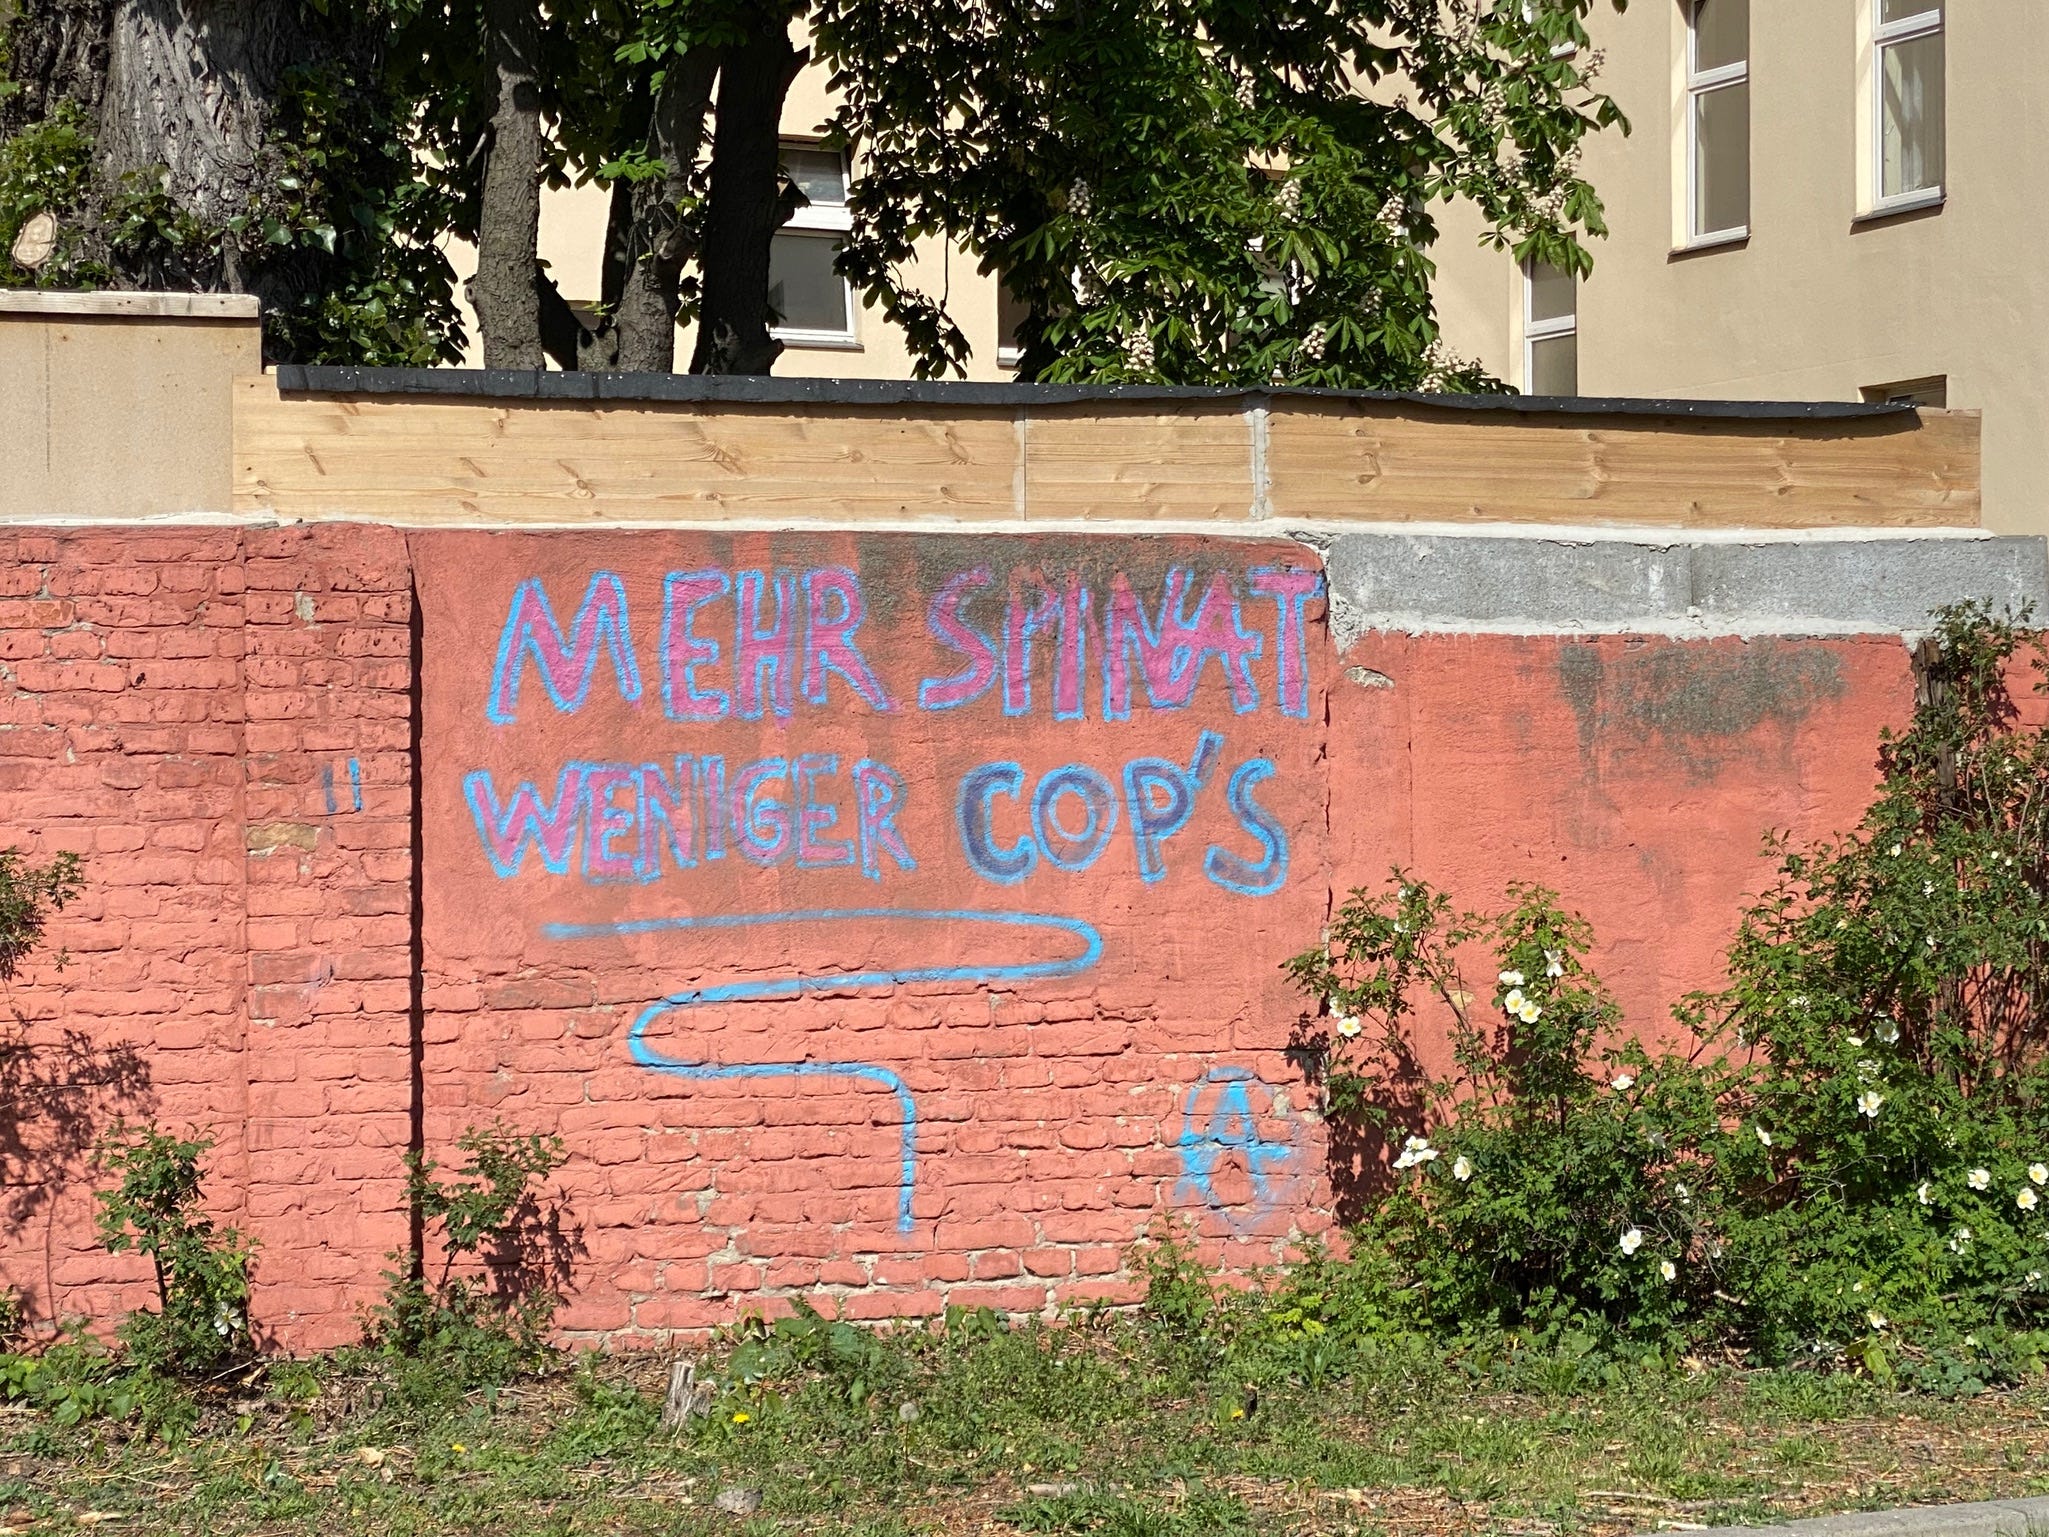 MEHR SPINAT
WENIGER COP'S
A